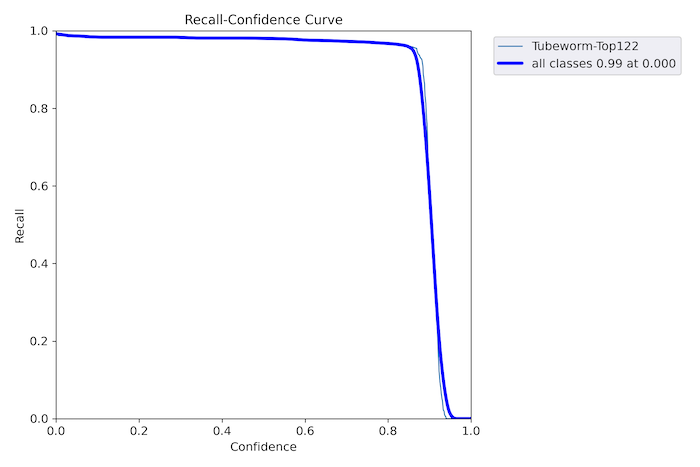 Recall-Confidence Curve
Tubeworm-Top122
all classes 0.99 at 0.000
1.0
0.8
0.6
0.4
0.2
0.0
Recall
0.0 0.2 0.4 0.6 0.8 1.0
Confidence